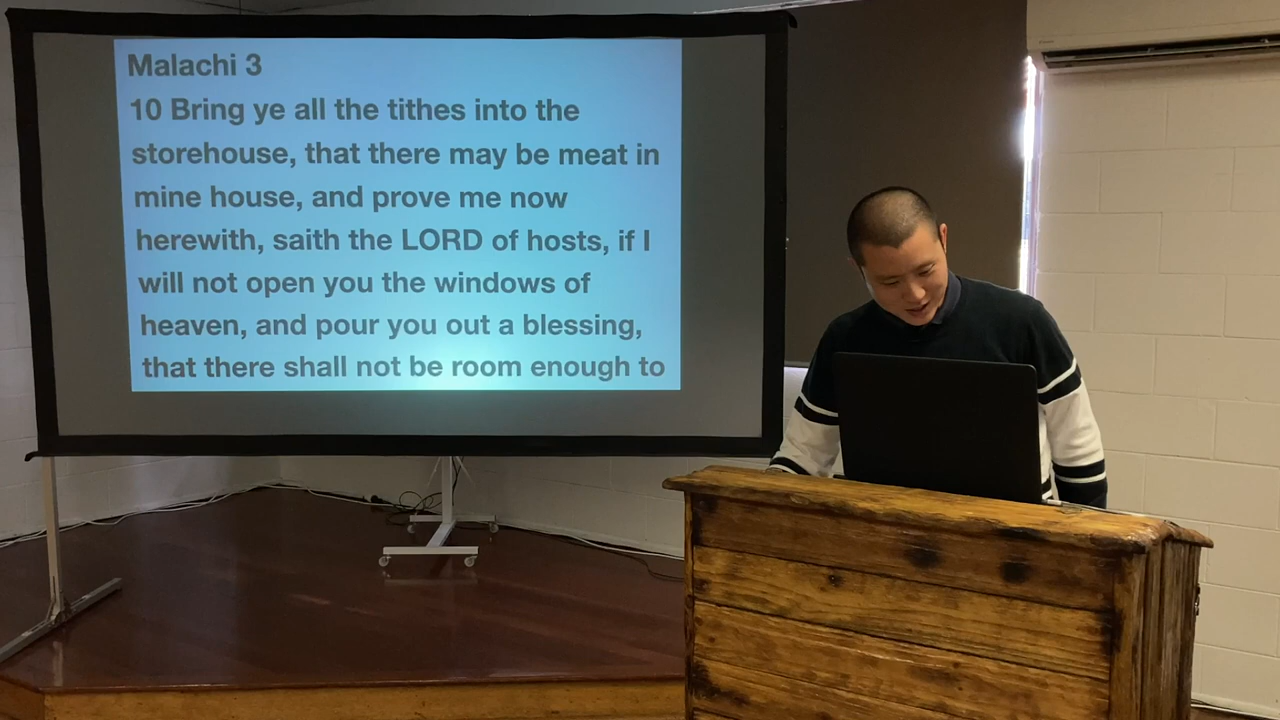 Malachi 3
10 Bring ye all the tithes into the
storehouse, that there may be meat in
mine house, and prove me now
herewith, saith the LORD of hosts, if I
will not open you the windows of
heaven, and pour you out a blessing,
that there shall not be room enough to